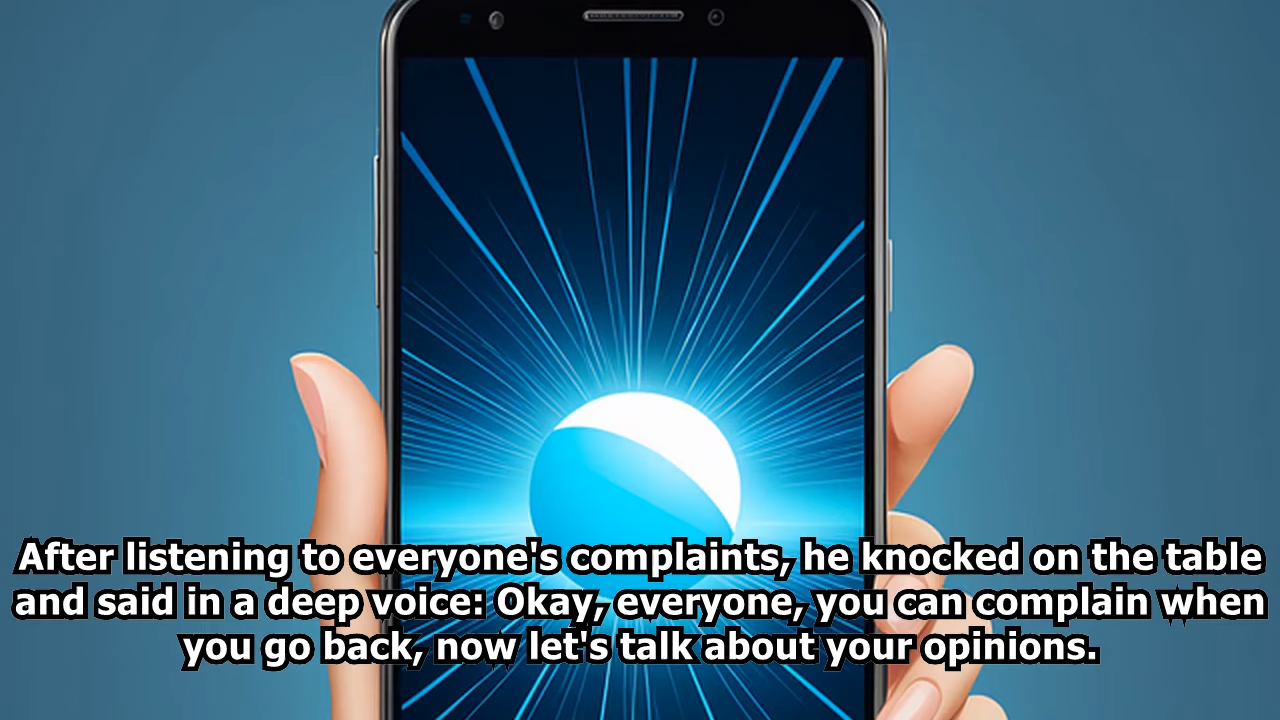 After listening to everyone's complaints, he knocked on the table
and said in a deep voice: Okay, everyone, you can complain when
you go back, now let's talk about your opinions.